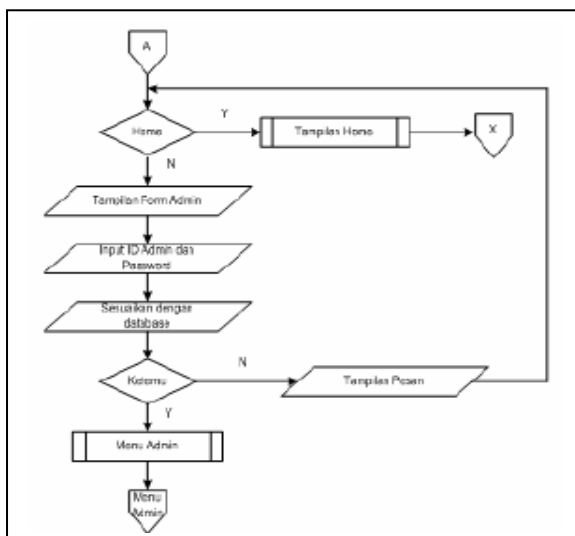 A
Home
Y
Tampilan Home
X
N
Tampilan Form Admin
Input ID Admin dan
Password
Sesuaikan dengan
database
Ketemu
N
Tampilan Pesan
Y
Menu Admin
Menu
Admin